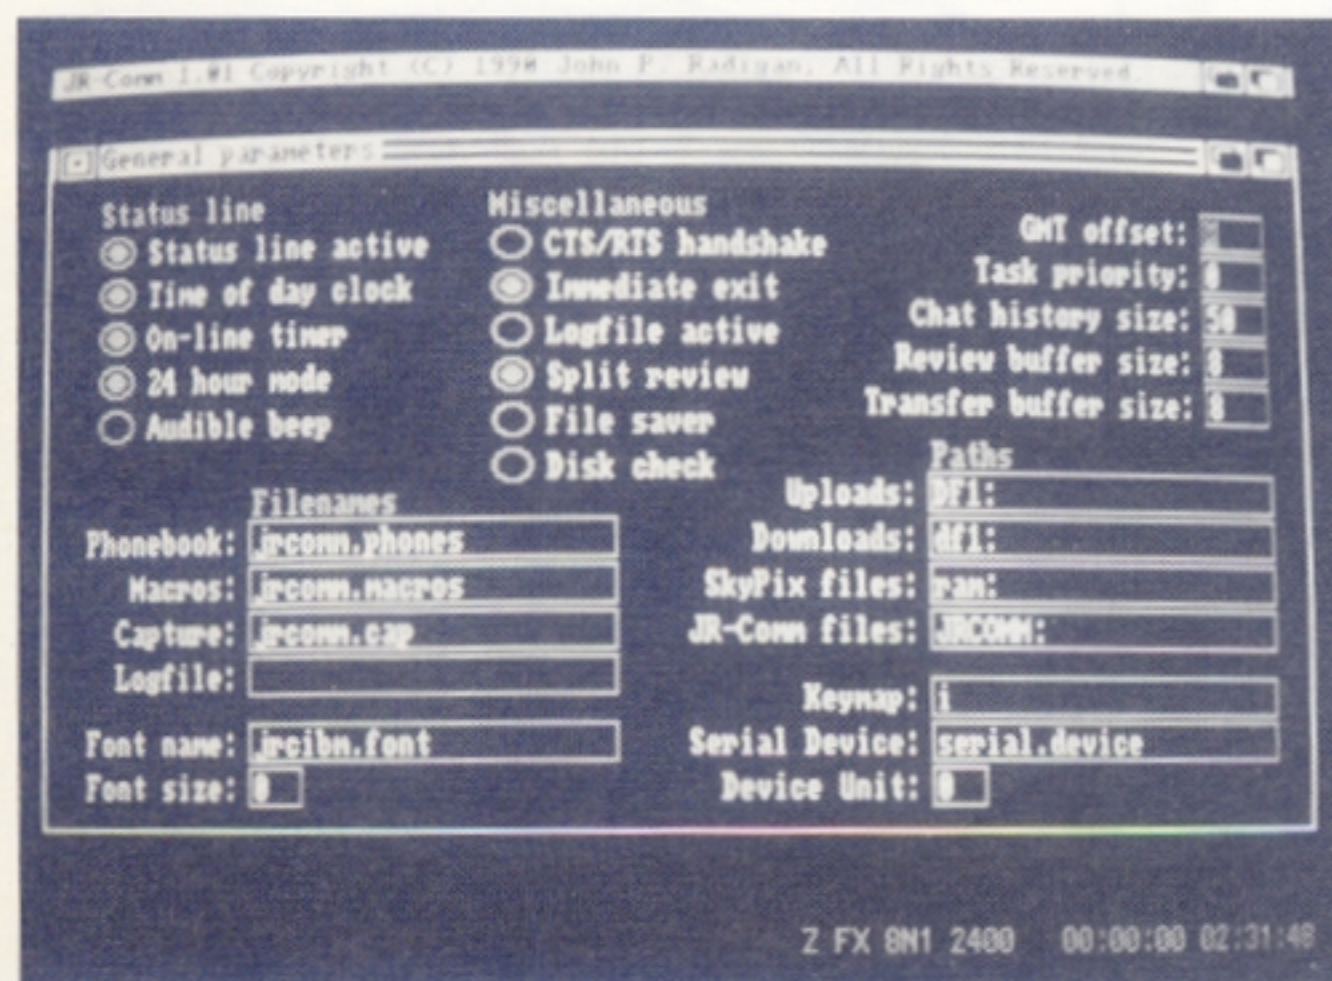 JR-Comm 1.01 Copyright (C) 1990 John P. Radigan, All Rights Reserved.
General parameters
Status line
Status line active
Time of day clock
On-line timer
24 hour mode
Audible beep
Miscellaneous
CTS/RTS handshake
Immediate exit
Logfile active
Split review
File saver
Disk check
GMT offset:
Task priority: 0
Chat history size: 50
Review buffer size: 8
Transfer buffer size: 8
Filenames
Phonebook: jrcomm.phones
Macros: jrcomm.macros
Capture: jrcomm.cap
Logfile:
Font name: jrcibm.font
Font size: 8
Paths
Uploads: DF1:
Downloads: df1:
SkyPix files: ram:
JR-Comm files: JRCOMM:
Keymap: i
Serial Device: serial.device
Device Unit: 0
Z FX 8N1 2400 00:00:00 02:31:48